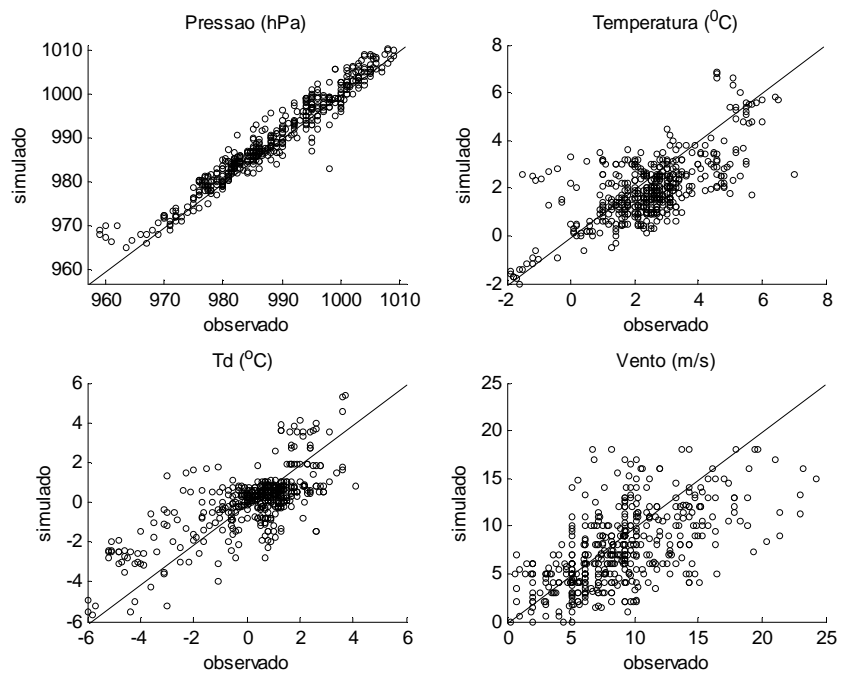 Pressao (hPa)
1010
1000
990
980
970
960
simulado
960 970 980 990 1000 1010
observado
Temperatura (⁰C)
8
6
4
2
0
-2
simulado
-2 0 2 4 6 8
observado
Td (⁰C)
6
4
2
0
-2
-4
-6
simulado
-6 -4 -2 0 2 4 6
observado
Vento (m/s)
25
20
15
10
5
0
simulado
0 5 10 15 20 25
observado